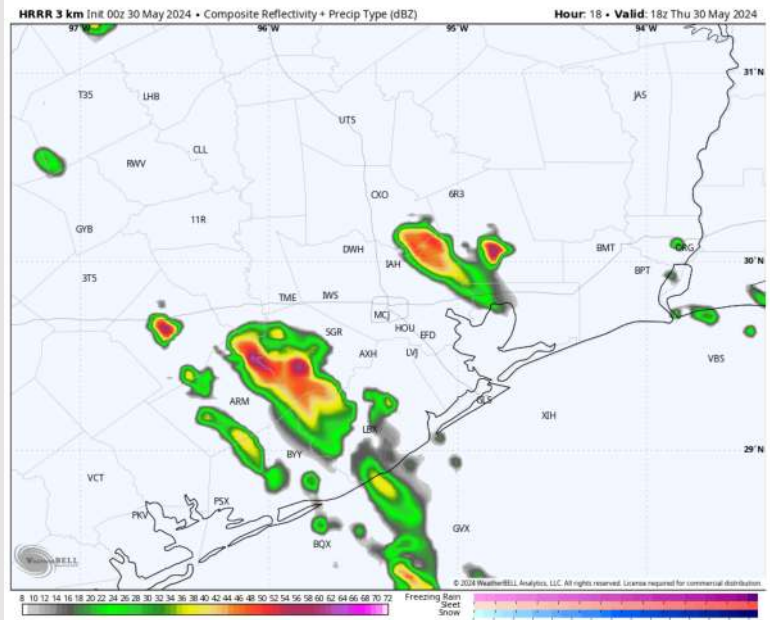 HRRR 3 km Init 00z 30 May 2024 • Composite Reflectivity + Precip Type (dBZ) Hour: 18 • Valid: 18z Thu 30 May 2024
97°W 96°W 95°W 94°W
31°N
T35 LHB JAS
UTS
CLL
RWV
CXO 6R3
11R
GYB
DWH BMT ORG
30°N
IAH BPT
3T5
TME IWS
MCJ
SGR HOU EFD
AXH LVJ VBS
ARM GLS
XIH
LBX
BYY 29°N
VCT
PSX
PKV
GVX
BQX
WEATHERBELL
© 2024 WeatherBELL Analytics, LLC. All rights reserved. License required for commercial distribution.
8 10 12 14 16 18 20 22 24 26 28 30 32 34 36 38 40 42 44 46 48 50 52 54 56 58 60 62 64 66 68 70 72
Freezing Rain
Sleet
Snow